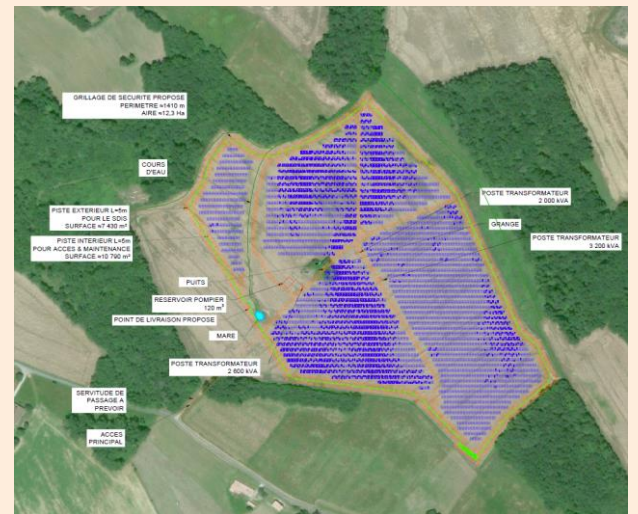 GRILLAGE DE SECURITE PROPOSE
PERIMETRE ≈1410 m
AIRE ≈12,3 Ha
COURS
D'EAU
PISTE EXTERIEUR L=5m
POUR LE SDIS
SURFACE ≈7 430 m²
PISTE INTERIEUR L=5m
POUR ACCES & MAINTENANCE
SURFACE ≈10 790 m²
POSTE TRANSFORMATEUR
2 000 kVA
GRANGE
POSTE TRANSFORMATEUR
3 200 kVA
PUITS
RESERVOIR POMPIER
120 m³
POINT DE LIVRAISON PROPOSE
MARE
POSTE TRANSFORMATEUR
2 600 kVA
SERVITUDE DE
PASSAGE A
PREVOIR
ACCES
PRINCIPAL